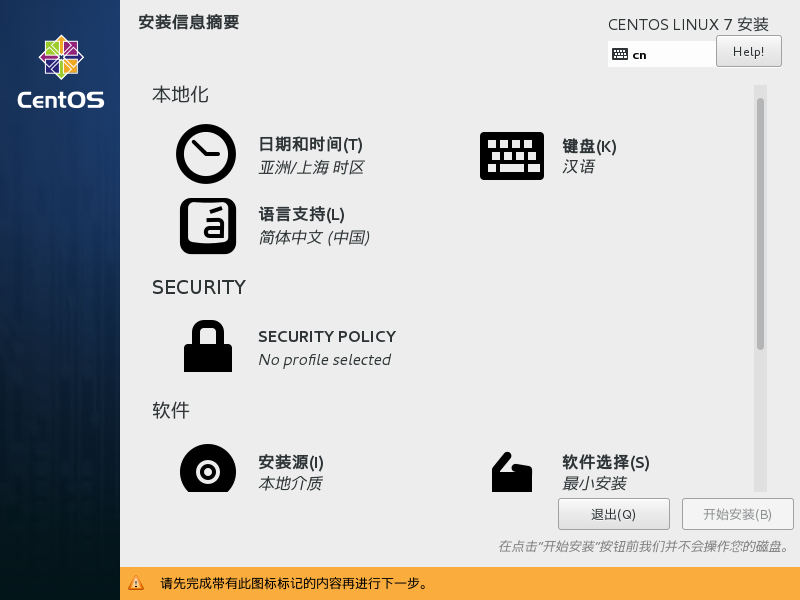 安装信息摘要
CENTOS LINUX 7 安装
cn
Help!
CentOS
本地化
日期和时间(T)
亚洲/上海 时区
键盘(K)
汉语
语言支持(L)
简体中文 (中国)
SECURITY
SECURITY POLICY
No profile selected
软件
安装源(I)
本地介质
软件选择(S)
最小安装
退出(Q)
开始安装(B)
在点击"开始安装"按钮前我们并不会操作您的磁盘。
请先完成带有此图标标记的内容再进行下一步。